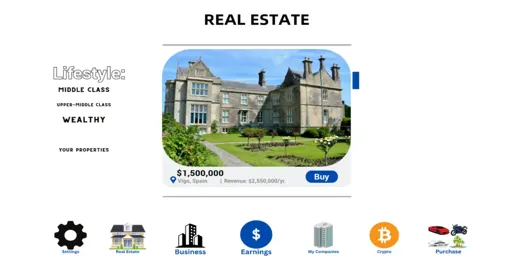 REAL ESTATE
Lifestyle:
MIDDLE CLASS
UPPER-MIDDLE CLASS
WEALTHY
YOUR PROPERTIES
$1,500,000
Vigo, Spain | Revenue: $2,550,000/yr.
Buy
Settings
Real Estate
Business
Earnings
My Companies
Crypto
Purchase